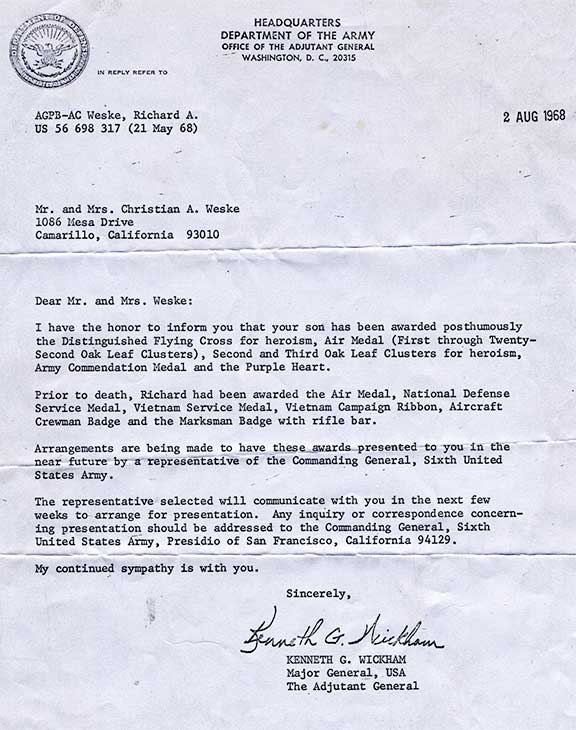 HEADQUARTERS
DEPARTMENT OF THE ARMY
OFFICE OF THE ADJUTANT GENERAL
WASHINGTON, D. C., 20315
IN REPLY REFER TO
AGPB-AC Weske, Richard A.
US 56 698 317 (21 May 68)
2 AUG 1968
Mr. and Mrs. Christian A. Weske
1086 Mesa Drive
Camarillo, California 93010
Dear Mr. and Mrs. Weske:
I have the honor to inform you that your son has been awarded posthumously
the Distinguished Flying Cross for heroism, Air Medal (First through Twenty-
Second Oak Leaf Clusters), Second and Third Oak Leaf Clusters for heroism,
Army Commendation Medal and the Purple Heart.
Prior to death, Richard had been awarded the Air Medal, National Defense
Service Medal, Vietnam Service Medal, Vietnam Campaign Ribbon, Aircraft
Crewman Badge and the Marksman Badge with rifle bar.
Arrangements are being made to have these awards presented to you in the
near future by a representative of the Commanding General, Sixth United
States Army.
The representative selected will communicate with you in the next few
weeks to arrange for presentation. Any inquiry or correspondence concern-
ing presentation should be addressed to the Commanding General, Sixth
United States Army, Presidio of San Francisco, California 94129.
My continued sympathy is with you.
Sincerely,
Kenneth G. Wickham
KENNETH G. WICKHAM
Major General, USA
The Adjutant General